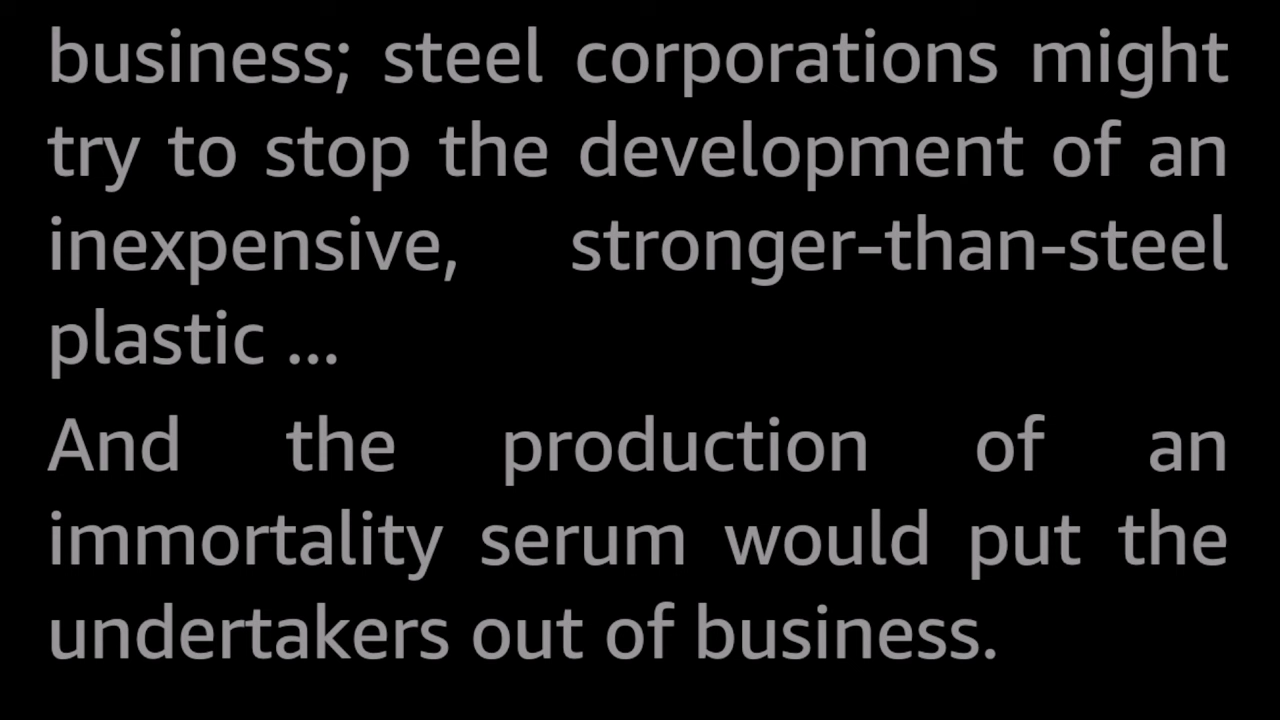 business; steel corporations might
try to stop the development of an
inexpensive, stronger-than-steel
plastic ...
And the production of an
immortality serum would put the
undertakers out of business.